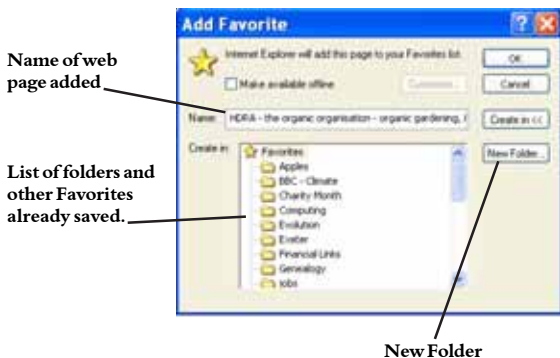 Add Favorite
Internet Explorer will add this page to your Favorites list.
OK
Name of web
page added
Make available offline
Customize...
Cancel
Name:
HDRA - the organic organisation - organic gardening,
Create in <<
Create in:
Favorites
New Folder...
Apples
BBC - Climate
List of folders and
other Favorites
already saved.
Charity Month
Computing
Evolution
Exeter
Financial Links
Genealogy
Jobs
New Folder